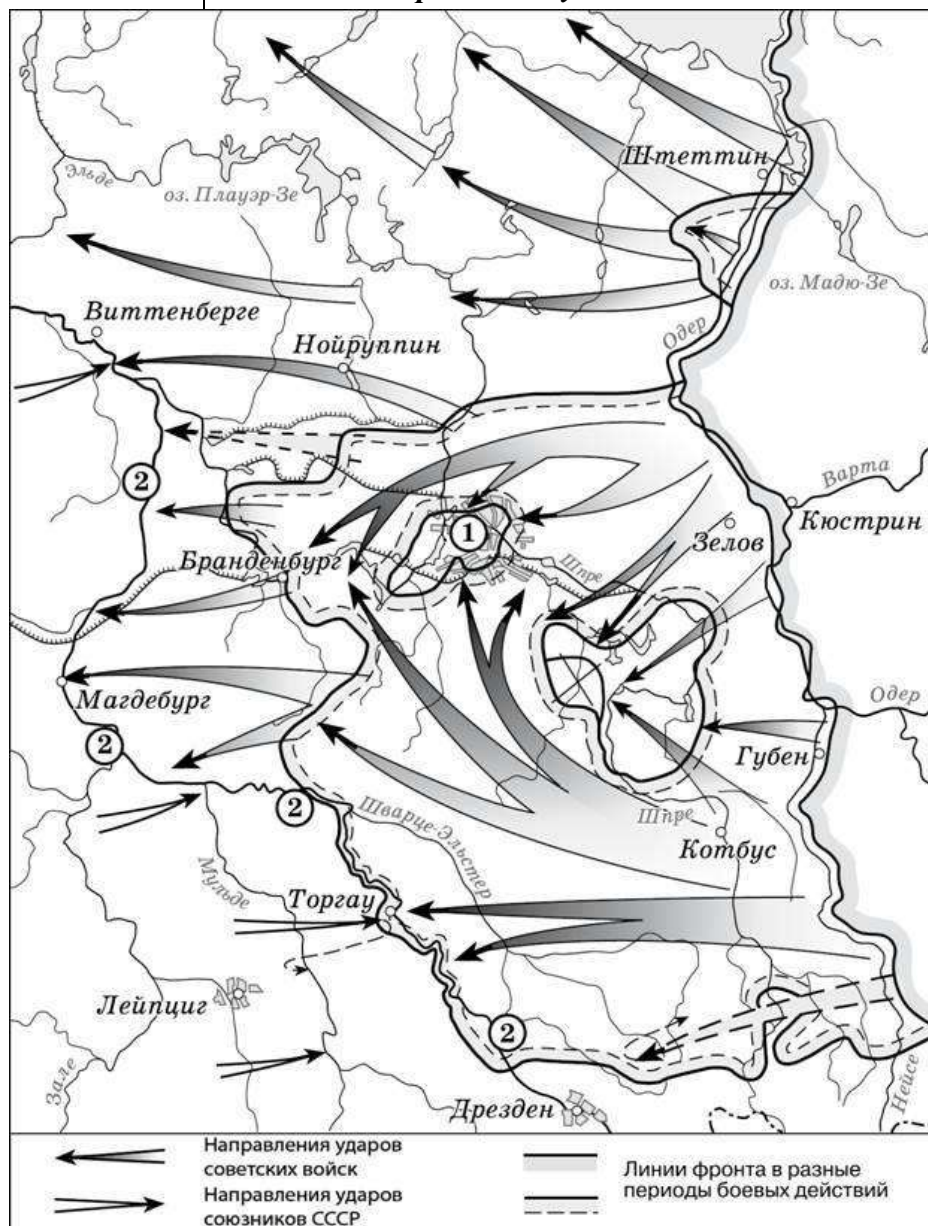 Штеттин
Эльде
оз. Плауэр-Зе
оз. Мадю-Зе
Виттенберге
Одер
Нойруппин
2
Варта
Кюстрин
1
Зелов
Бранденбург
Шпре
Магдебург
Одер
2
Губен
2
Шварце-Эльстер
Шпре
Котбус
Мульде
Торгау
Лейпциг
2
Зале
Дрезден
Нейсе
Направления ударов
советских войск
Направления ударов
союзников СССР
Линии фронта в разные
периоды боевых действий